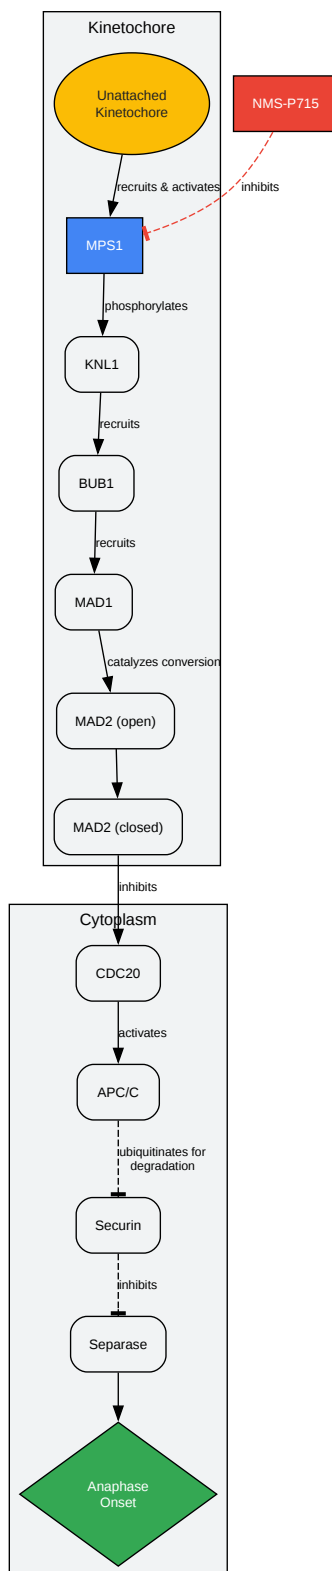 Kinetochore
Unattached
Kinetochore
NMS-P715
recruits & activates
inhibits
MPS1
phosphorylates
KNL1
recruits
BUB1
recruits
MAD1
catalyzes conversion
MAD2 (open)
MAD2 (closed)
inhibits
Cytoplasm
CDC20
activates
APC/C
ubiquitinates for
degradation
Securin
inhibits
Separase
Anaphase
Onset